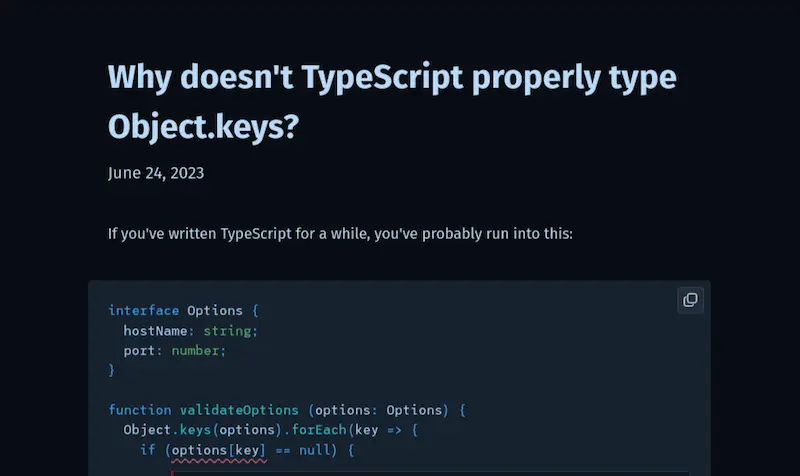 Why doesn't TypeScript properly type
Object.keys?
June 24, 2023
If you've written TypeScript for a while, you've probably run into this:
interface Options {
  hostName: string;
  port: number;
}
function validateOptions (options: Options) {
  Object.keys(options).forEach(key => {
    if (options[key] == null) {